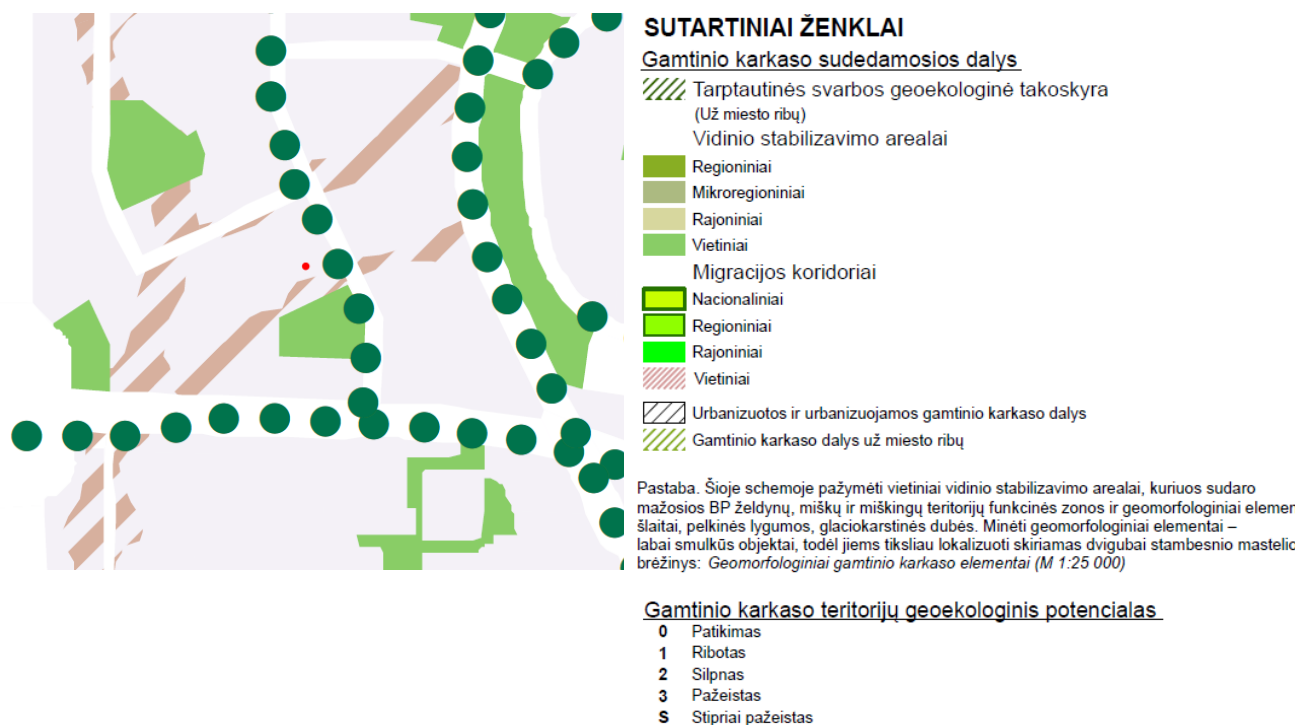 SUTARTINIAI ŽENKLAI
Gamtinio karkaso sudedamosios dalys
Tarptautinės svarbos geoekologinė takoskyra
(Už miesto ribų)
Vidinio stabilizavimo arealai
Regioniniai
Mikroregioniniai
Rajoniniai
Vietiniai
Migracijos koridoriai
Nacionaliniai
Regioniniai
Rajoniniai
Vietiniai
Urbanizuotos ir urbanizuojamos gamtinio karkaso dalys
Gamtinio karkaso dalys už miesto ribų
Pastaba. Šioje schemoje pažymėti vietiniai vidinio stabilizavimo arealai, kuriuos sudaro
mažosios BP želdynų, miškų ir miškingų teritorijų funkcinės zonos ir geomorfologiniai elemen
šlaitai, pelkinės lygumos, glaciokarstinės dubės. Minėti geomorfologiniai elementai –
labai smulkūs objektai, todėl jiems tiksliau lokalizuoti skiriamas dvigubai stambesnio mastelio
brėžinys: Geomorfologiniai gamtinio karkaso elementai (M 1:25 000)
Gamtinio karkaso teritorijų geoekologinis potencialas
0 Patikimas
1 Ribotas
2 Silpnas
3 Pažeistas
S Stipriai pažeistas